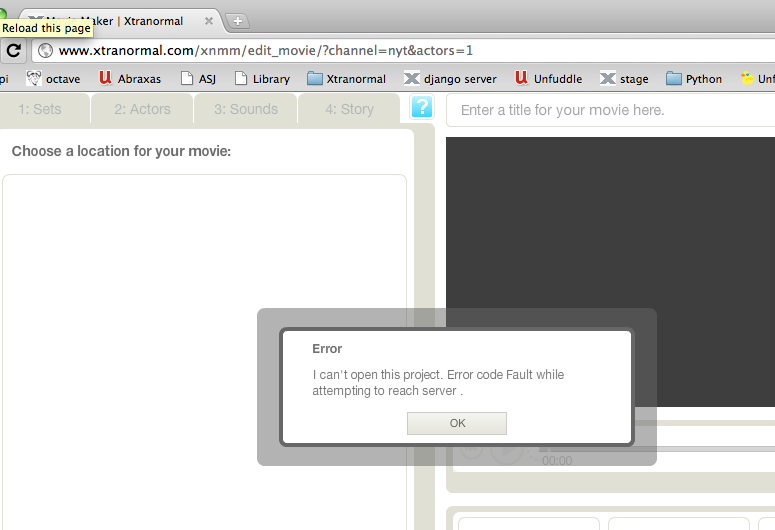 Movie Maker | Xtranormal
Reload this page
www.xtranormal.com/xnmm/edit_movie/?channel=nyt&actors=1
pi octave Abraxas ASJ Library Xtranormal django server Unfuddle stage Python Unf
1: Sets 2: Actors 3: Sounds 4: Story ? Enter a title for your movie here.
Choose a location for your movie:
Error
I can't open this project. Error code Fault while
attempting to reach server .
OK
00:00